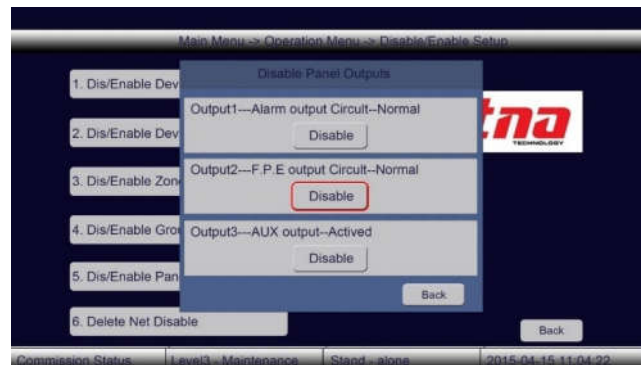 Main Menu -> Operation Menu -> Disable/Enable Setup
Disable Panel Outputs
1. Dis/Enable Dev
2. Dis/Enable Dev
3. Dis/Enable Zon
4. Dis/Enable Gro
5. Dis/Enable Pan
6. Delete Net Disable
Output1---Alarm output Circult--Normal
Disable
Output2---F.P.E output Circult--Normal
Disable
Output3---AUX output--Actived
Disable
Back
tna
TECHNOLOGY
Back
Commission Status
Level3 - Maintenance
Stand - alone
2015-04-15 11:04:22